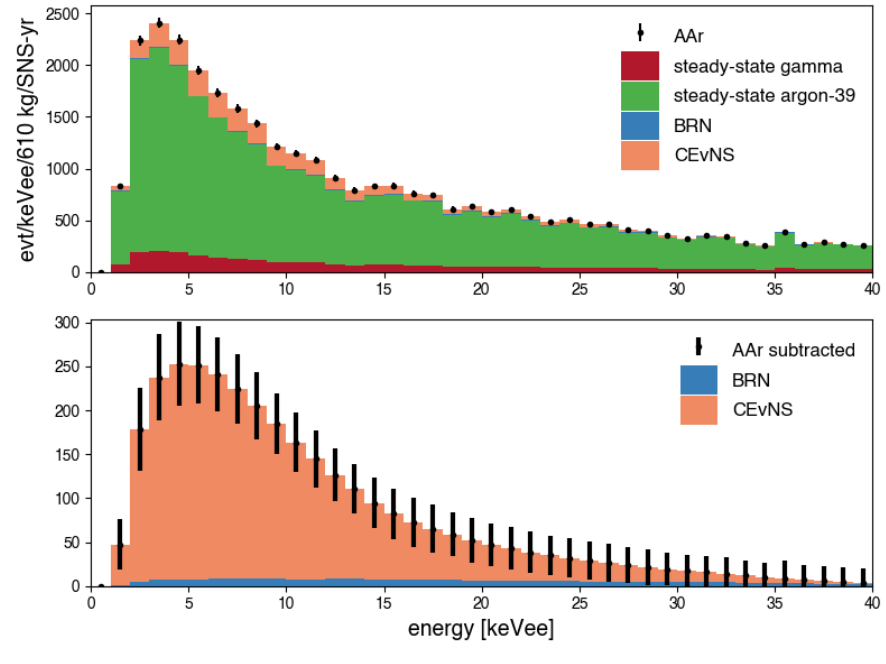 evt/keVee/610 kg/SNS-yr
2500
2000
1500
1000
500
0
AAr
steady-state gamma
steady-state argon-39
BRN
CEvNS
0 5 10 15 20 25 30 35 40
300
250
200
150
100
50
0
AAr subtracted
BRN
CEvNS
0 5 10 15 20 25 30 35 40
energy [keVee]